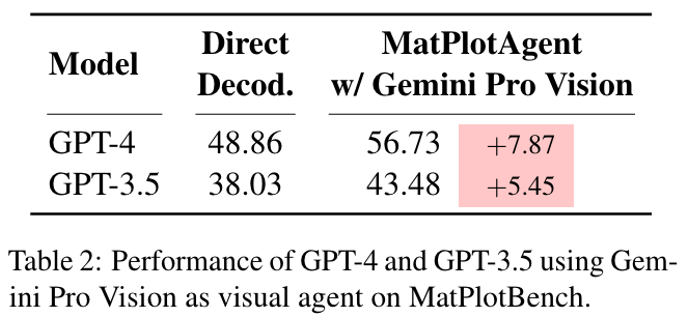 Model Direct Decod. MatPlotAgent w/ Gemini Pro Vision
GPT-4 48.86 56.73 +7.87
GPT-3.5 38.03 43.48 +5.45
Table 2: Performance of GPT-4 and GPT-3.5 using Gem-
ini Pro Vision as visual agent on MatPlotBench.